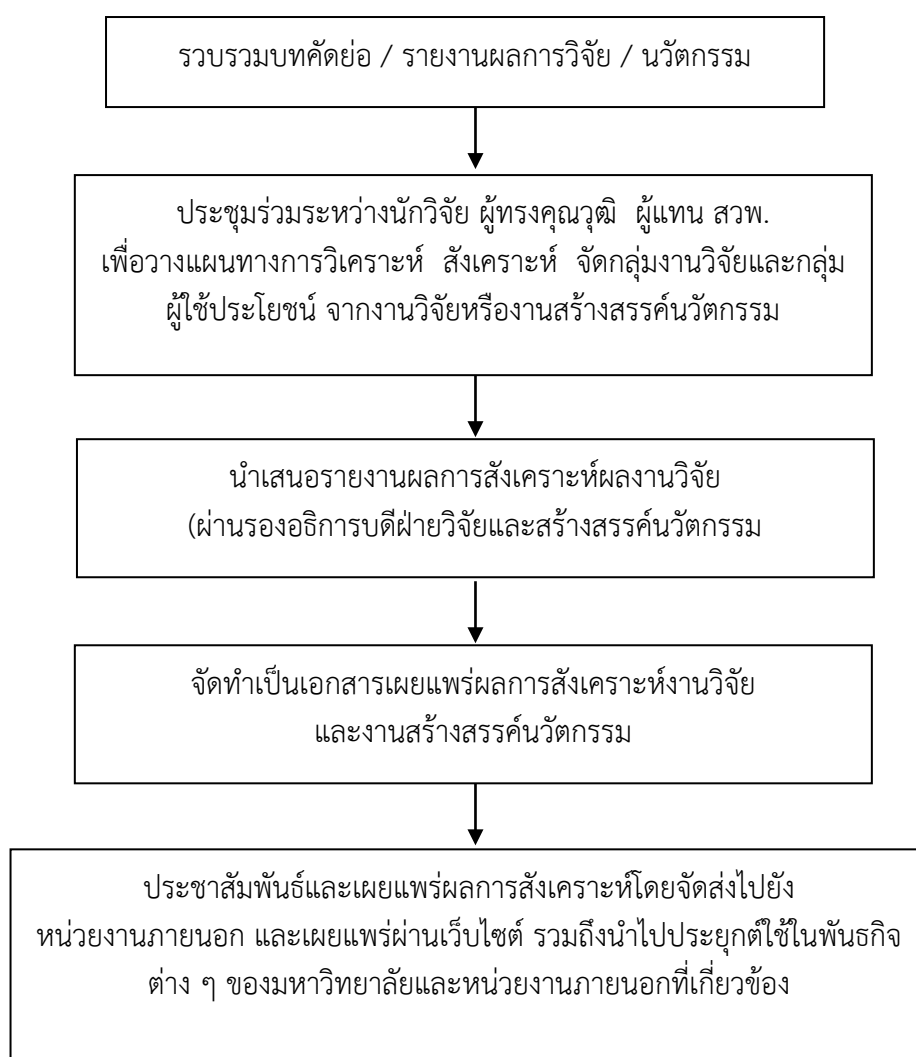 รวบรวมบทคัดย่อ / รายงานผลการวิจัย / นวัตกรรม
ประชุมร่วมระหว่างนักวิจัย ผู้ทรงคุณวุฒิ ผู้แทน สวพ.
เพื่อวางแผนทางการวิเคราะห์ สังเคราะห์ จัดกลุ่มงานวิจัยและกลุ่ม
ผู้ใช้ประโยชน์ จากงานวิจัยหรืองานสร้างสรรค์นวัตกรรม
นำเสนอรายงานผลการสังเคราะห์ผลงานวิจัย
(ผ่านรองอธิการบดีฝ่ายวิจัยและสร้างสรรค์นวัตกรรม
จัดทำเป็นเอกสารเผยแพร่ผลการสังเคราะห์งานวิจัย
และงานสร้างสรรค์นวัตกรรม
ประชาสัมพันธ์และเผยแพร่ผลการสังเคราะห์โดยจัดส่งไปยัง
หน่วยงานภายนอก และเผยแพร่ผ่านเว็บไซต์ รวมถึงนำไปประยุกต์ใช้ในพันธกิจ
ต่าง ๆ ของมหาวิทยาลัยและหน่วยงานภายนอกที่เกี่ยวข้อง